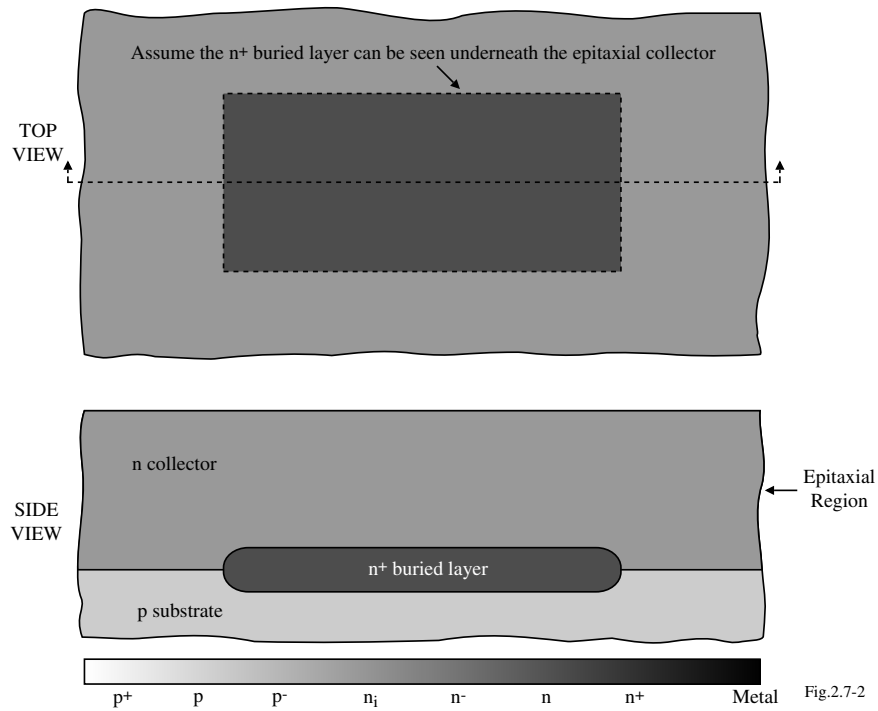 Assume the n+ buried layer can be seen underneath the epitaxial collector
TOP
VIEW
n collector
Epitaxial
Region
SIDE
VIEW
n+ buried layer
p substrate
p+ p p- ni n- n n+ Metal
Fig.2.7-2